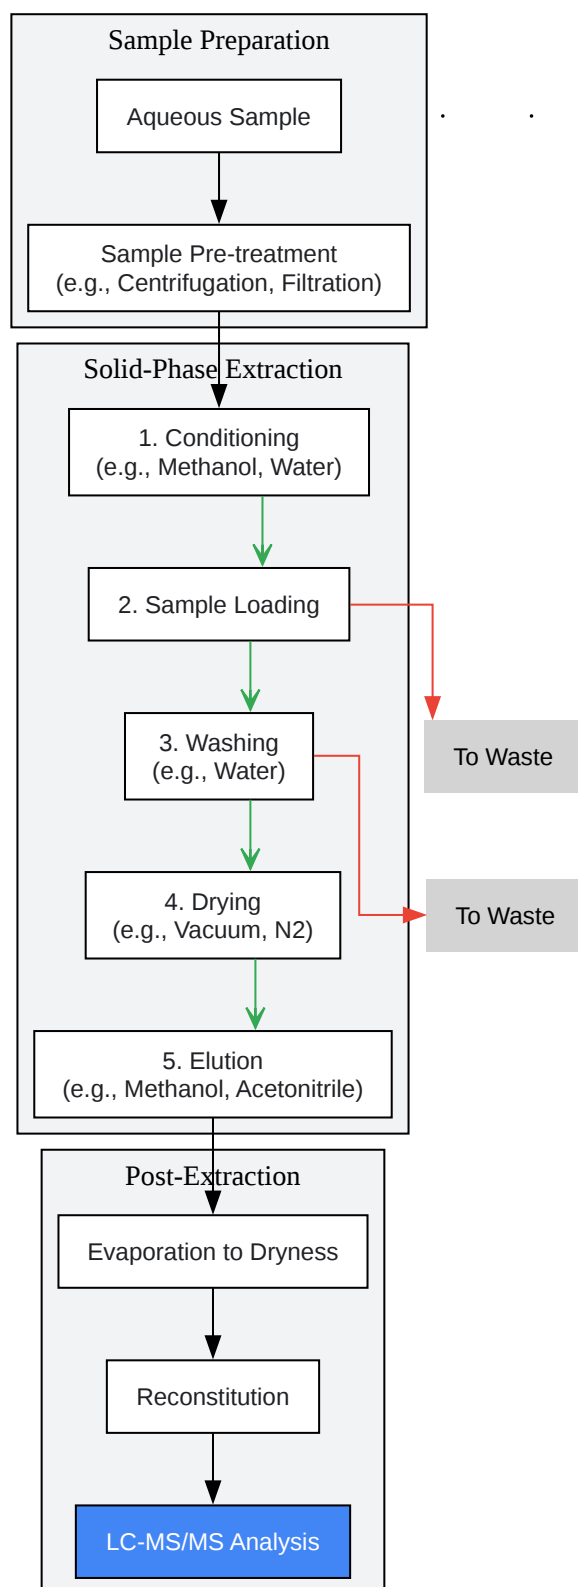 Sample Preparation
Aqueous Sample
Sample Pre-treatment
(e.g., Centrifugation, Filtration)
Solid-Phase Extraction
1. Conditioning
(e.g., Methanol, Water)
2. Sample Loading
3. Washing
(e.g., Water)
To Waste
4. Drying
(e.g., Vacuum, N2)
To Waste
5. Elution
(e.g., Methanol, Acetonitrile)
Post-Extraction
Evaporation to Dryness
Reconstitution
LC-MS/MS Analysis